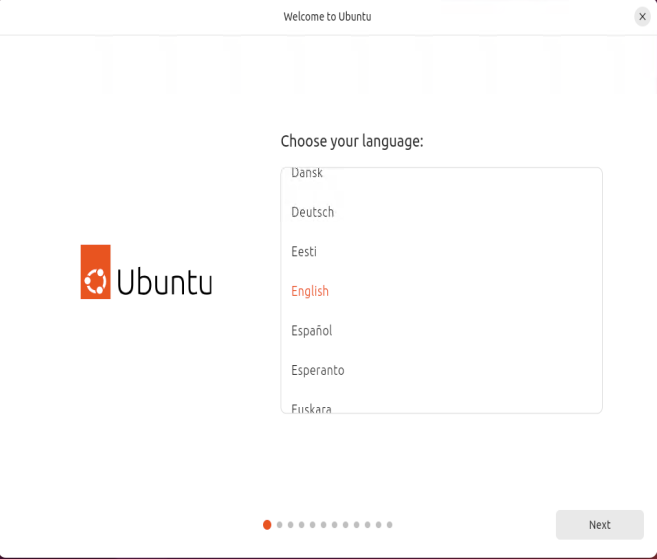 Welcome to Ubuntu
Choose your language:
Dansk
Deutsch
Eesti
English
Español
Esperanto
Euskara
Ubuntu
Next